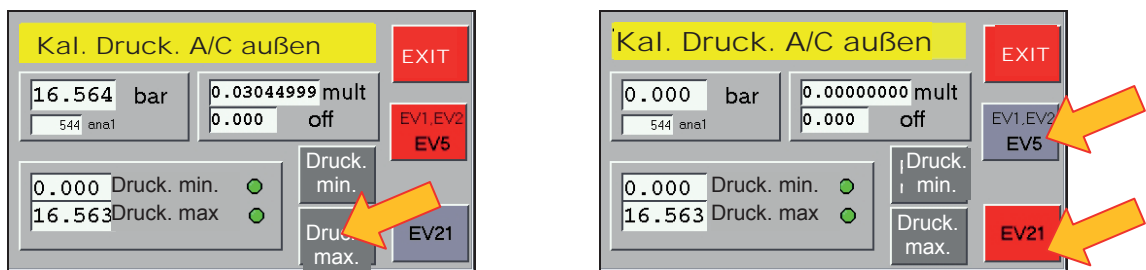 Kal. Druck. A/C außen
EXIT
16.564 bar
0.03044999 mult
544 ana1
0.000 off
EV1,EV2
EV5
Druck.
min.
0.000 Druck. min.
16.563 Druck. max
Druck.
max.
EV21
Kal. Druck. A/C außen
EXIT
0.000 bar
0.00000000 mult
544 ana1
0.000 off
EV1,EV2
EV5
Druck.
min.
0.000 Druck. min.
16.563 Druck. max
Druck.
max.
EV21